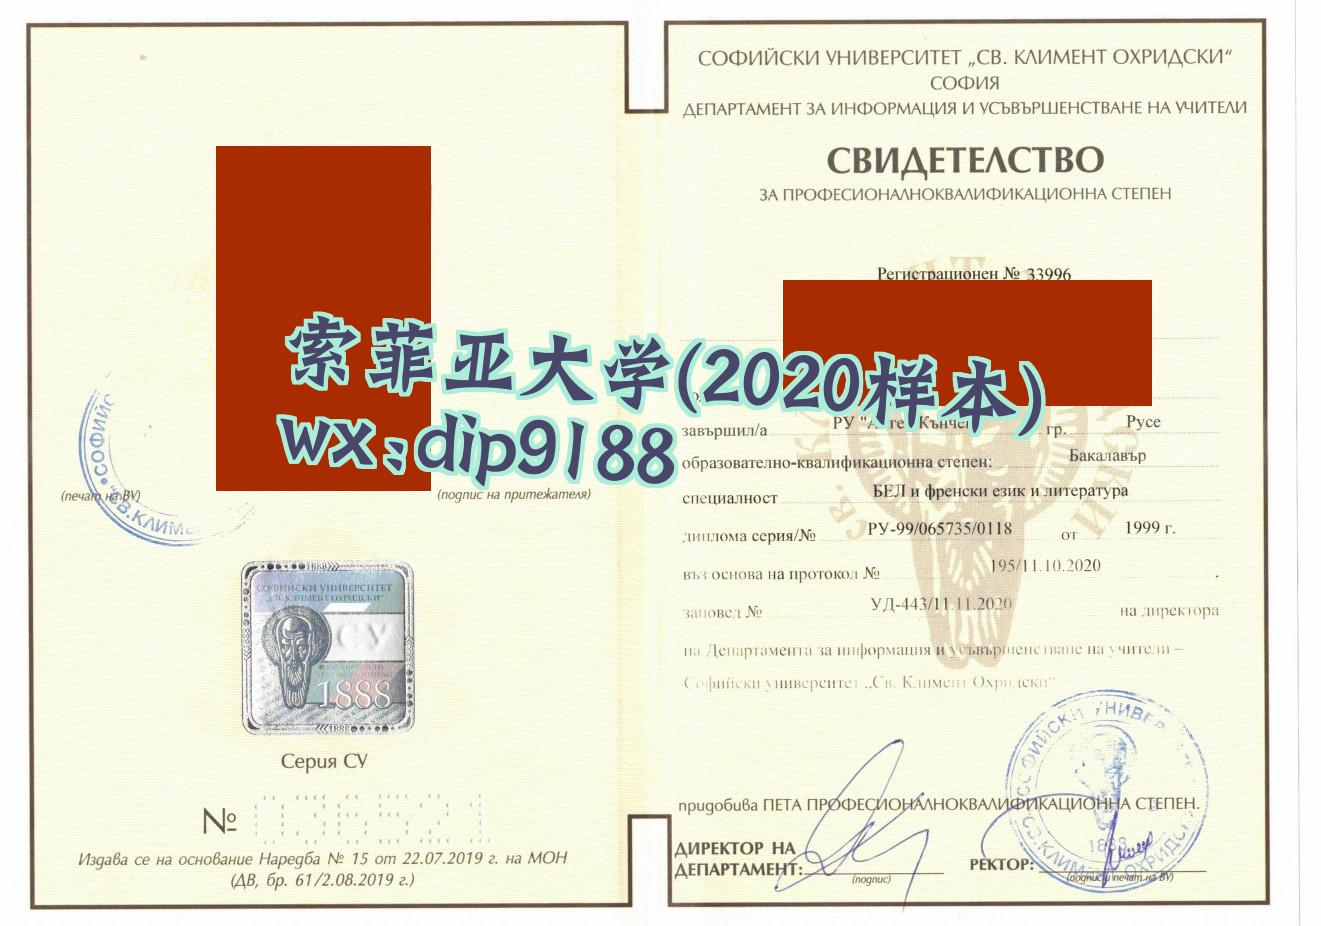 (печат на ВУ)
(подпис на притежателя)
СОФИЙСКИ УНИВЕРСИТЕТ
"СВ. КЛИМЕНТ ОХРИДСКИ"
СУ
1888
Серия СУ
№ 036521
Издава се на основание Наредба № 15 от 22.07.2019 г. на МОН
(ДВ, бр. 61/2.08.2019 г.)
СОФИЙСКИ УНИВЕРСИТЕТ „СВ. КЛИМЕНТ ОХРИДСКИ“
СОФИЯ
ДЕПАРТАМЕНТ ЗА ИНФОРМАЦИЯ И УСЪВЪРШЕНСТВАНЕ НА УЧИТЕЛИ
СВИДЕТЕЛСТВО
ЗА ПРОФЕСИОНАЛНОКВАЛИФИКАЦИОННА СТЕПЕН
Регистрационен № 33996
索菲亚大学(2020样本)
wx:dip9188
завършил/а РУ гр. Русе
образователно-квалификационна степен: Бакалавър
специалност БЕЛ и френски език и литература
диплома серия/№ РУ-99/065735/0118 от 1999 г.
въз основа на протокол № 195/11.10.2020
заповед № УД-443/11.11.2020 на директора
на Департамента за информация и усъвършенстване на учители –
Софийски университет „Св. Климент Охридски“
придобива ПЕТА ПРОФЕСИОНАЛНОКВАЛИФИКАЦИОННА СТЕПЕН.
ДИРЕКТОР НА
ДЕПАРТАМЕНТ:
(подпис)
РЕКТОР:
(подпис и печат на ВУ)